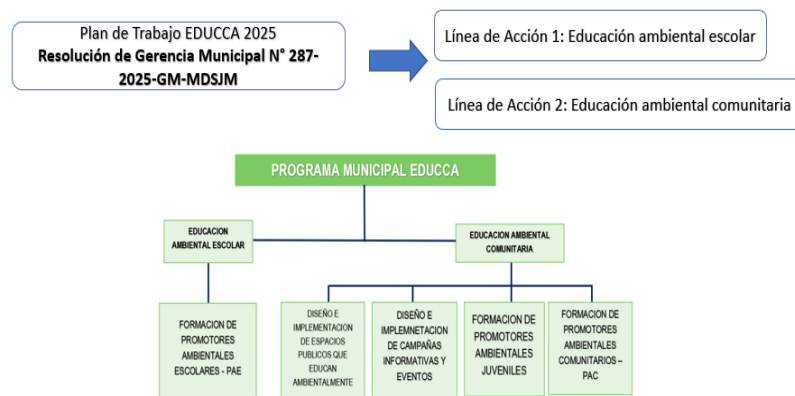 Plan de Trabajo EDUCCA 2025
Resolución de Gerencia Municipal N° 287-
2025-GM-MDSJM
Línea de Acción 1: Educación ambiental escolar
Línea de Acción 2: Educación ambiental comunitaria
PROGRAMA MUNICIPAL EDUCCA
EDUCACION
AMBIENTAL ESCOLAR
EDUCACION AMBIENTAL
COMUNITARIA
FORMACION DE
PROMOTORES
AMBIENTALES
ESCOLARES - PAE
DISEÑO E
IMPLEMENTACION
DE ESPACIOS
PUBLICOS QUE
EDUCAN
AMBIENTALMENTE
DISEÑO E
IMPLEMNETACION
DE CAMPAÑAS
INFORMATIVAS Y
EVENTOS
FORMACION DE
PROMOTORES
AMBIENTALES
JUVENILES
FORMACION DE
PROMOTORES
AMBIENTALES
COMUNITARIOS –
PAC